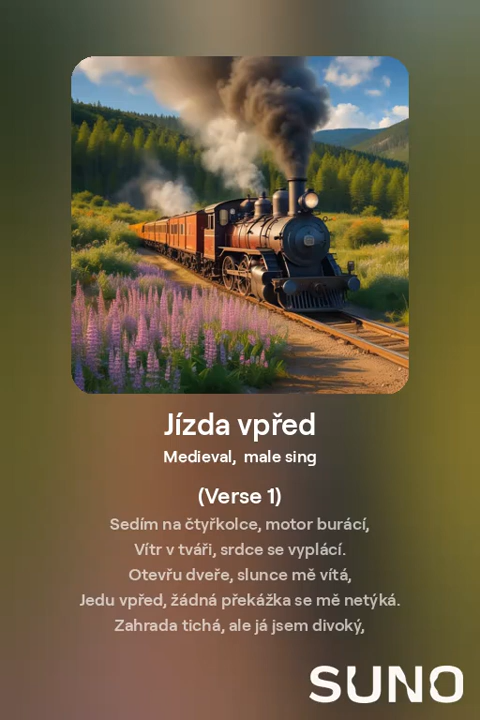 Jízda vpřed
Medieval, male sing
(Verse 1)
Sedím na čtyřkolce, motor burácí,
Vítr v tváři, srdce se vyplácí.
Otevřu dveře, slunce mě vítá,
Jedu vpřed, žádná překážka se mě netýká.
Zahrada tichá, ale já jsem divoký,
SUNO